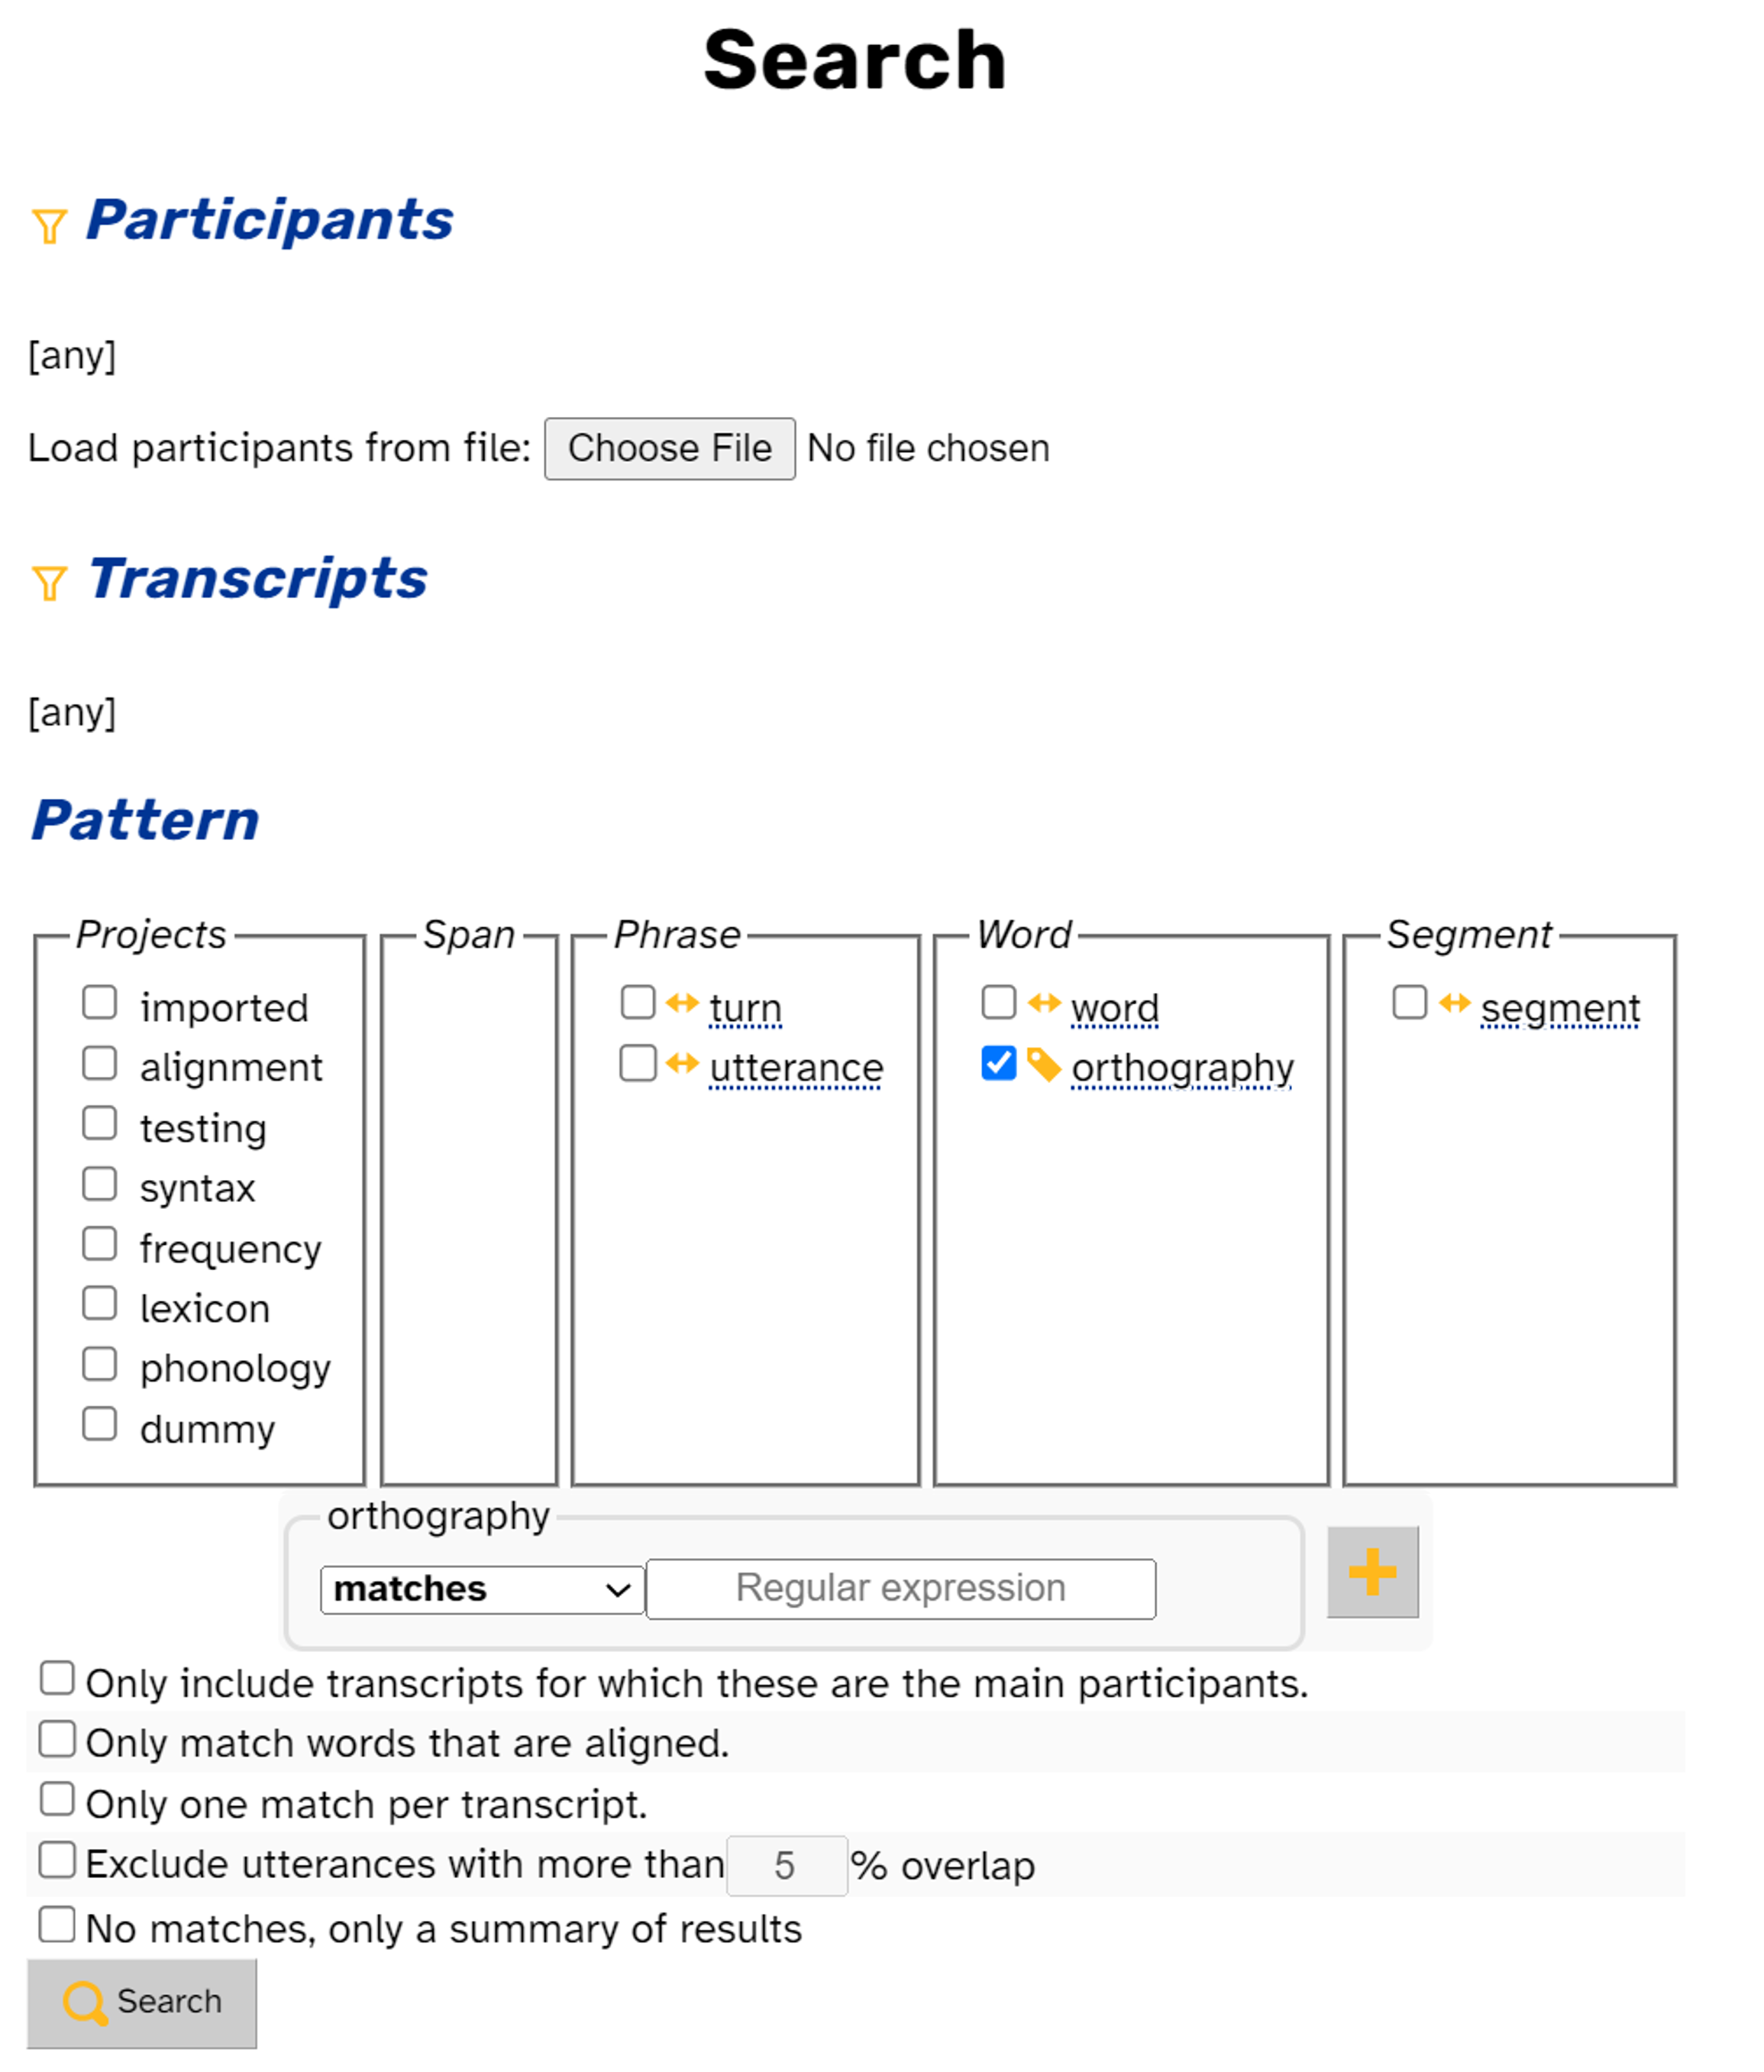 Search
Participants
[any]
Load participants from file: Choose File No file chosen
Transcripts
[any]
Pattern
Projects Span Phrase Word Segment
imported turn word segment
alignment utterance orthography
testing
syntax
frequency
lexicon
phonology
dummy
orthography
matches Regular expression
Only include transcripts for which these are the main participants.
Only match words that are aligned.
Only one match per transcript.
Exclude utterances with more than 5 % overlap
No matches, only a summary of results
Search